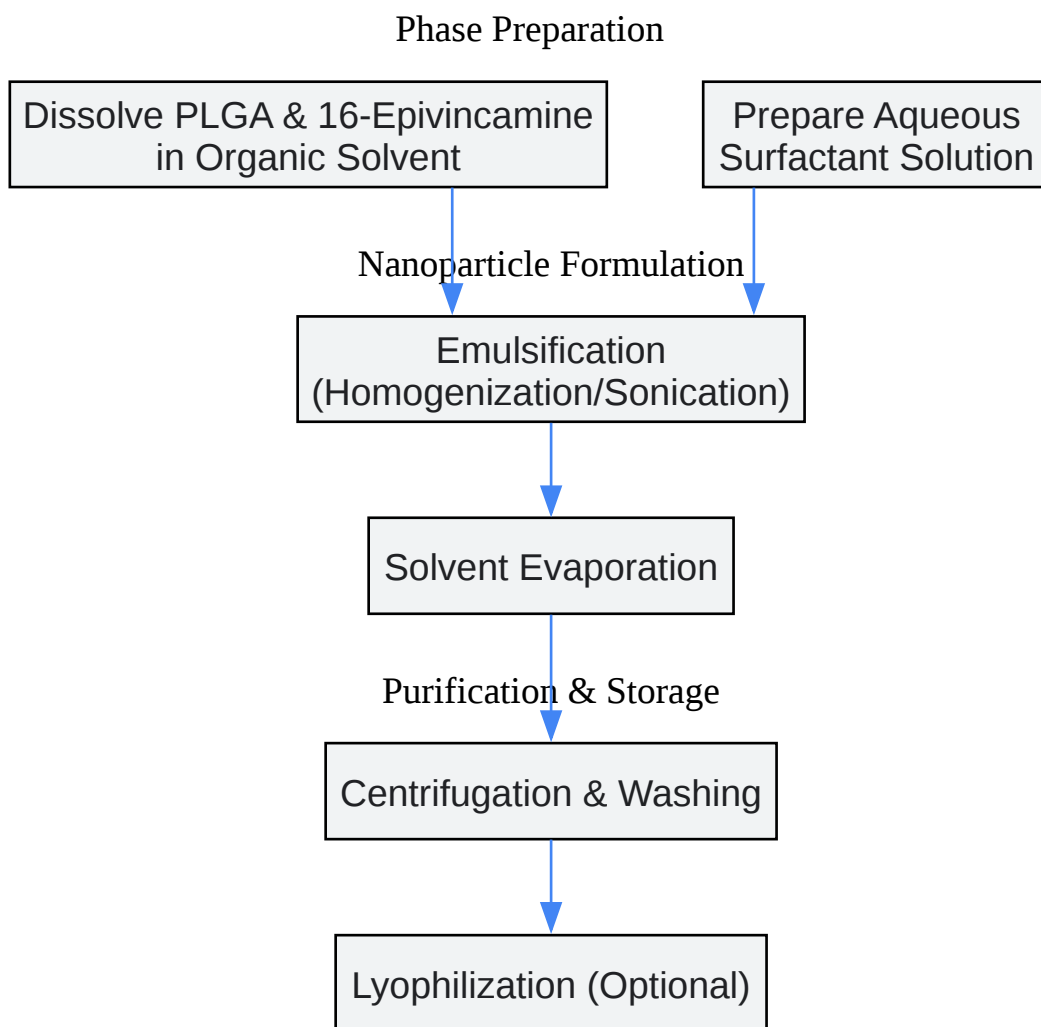 Phase Preparation
Dissolve PLGA & 16-Epivincamine
in Organic Solvent
Prepare Aqueous
Surfactant Solution
Nanoparticle Formulation
Emulsification
(Homogenization/Sonication)
Solvent Evaporation
Purification & Storage
Centrifugation & Washing
Lyophilization (Optional)